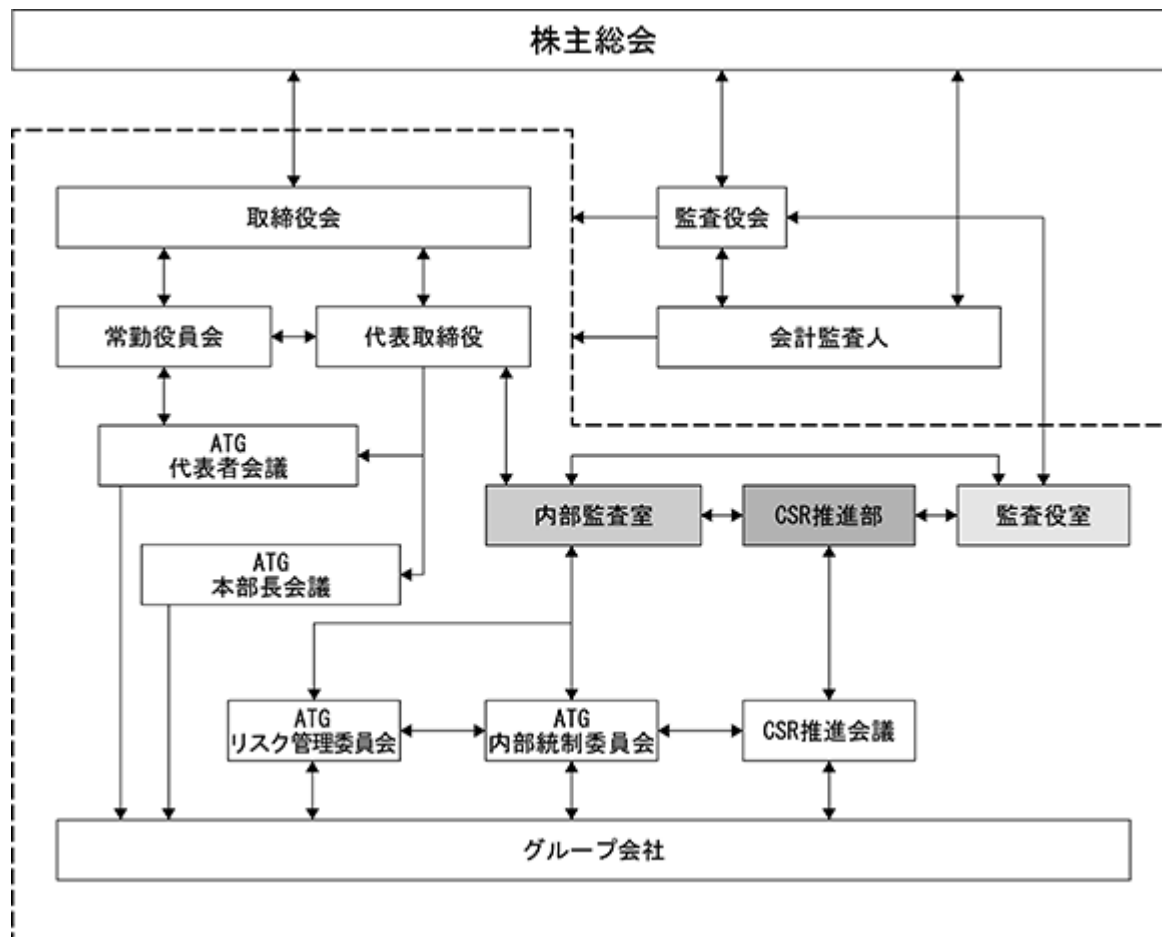 株主総会
取締役会
監査役会
常勤役員会
代表取締役
会計監査人
ATG
代表者会議
内部監査室
CSR推進部
監査役室
ATG
本部長会議
ATG
リスク管理委員会
ATG
内部統制委員会
CSR推進会議
グループ会社